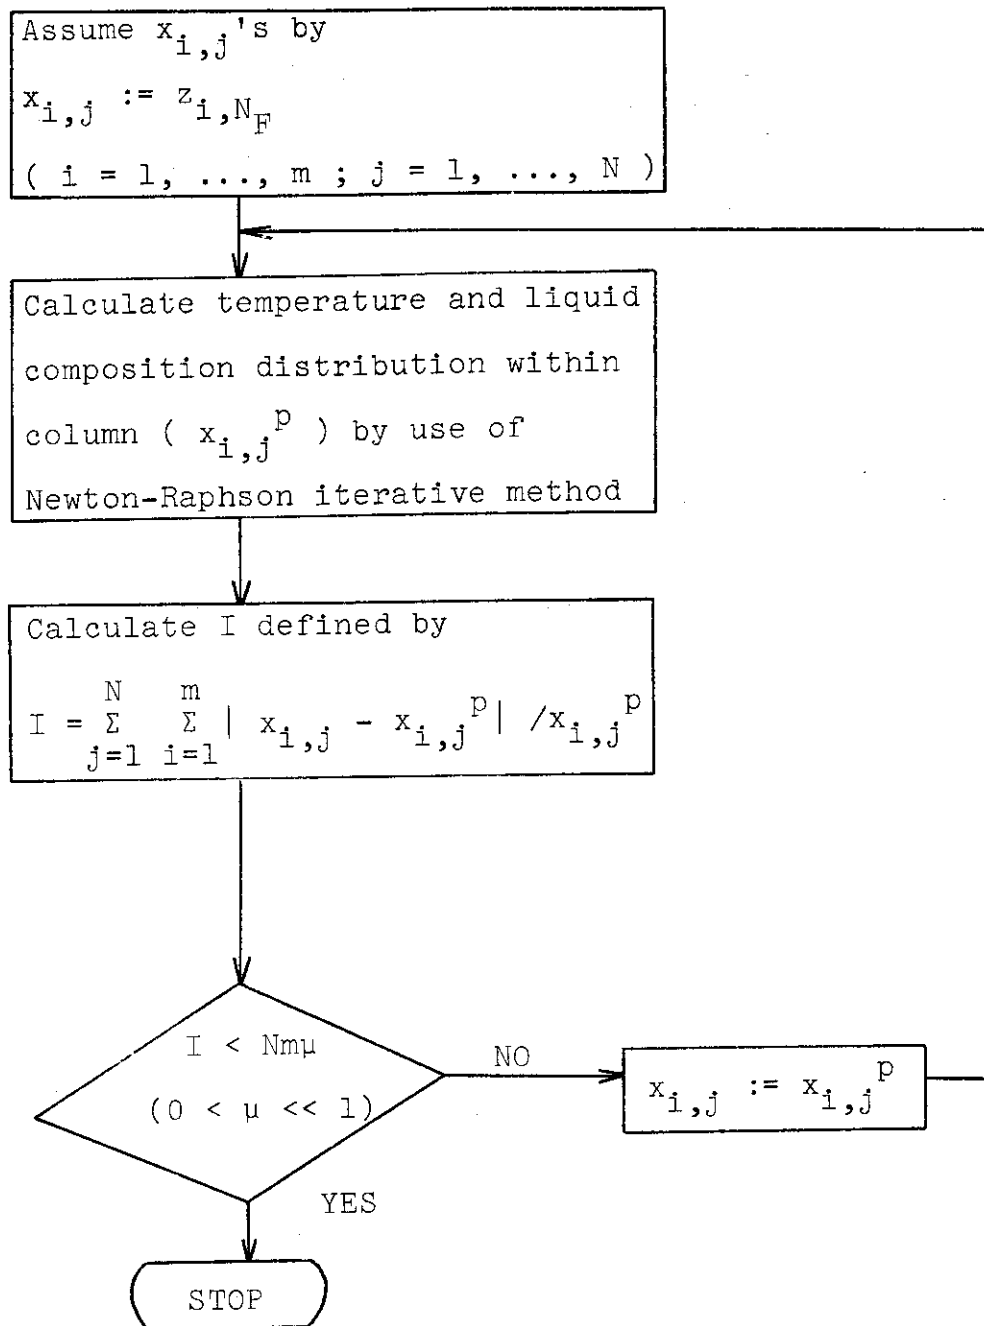 Assume x_{i,j}'s by
x_{i,j} := z_{i,N_F}
( i = 1, ..., m ; j = 1, ..., N )
Calculate temperature and liquid
composition distribution within
column ( x_{i,j}^p ) by use of
Newton-Raphson iterative method
Calculate I defined by
I = Σ_{j=1}^{N} Σ_{i=1}^{m} | x_{i,j} - x_{i,j}^p | /x_{i,j}^p
I < Nmμ
(0 < μ << 1)
NO
x_{i,j} := x_{i,j}^p
YES
STOP